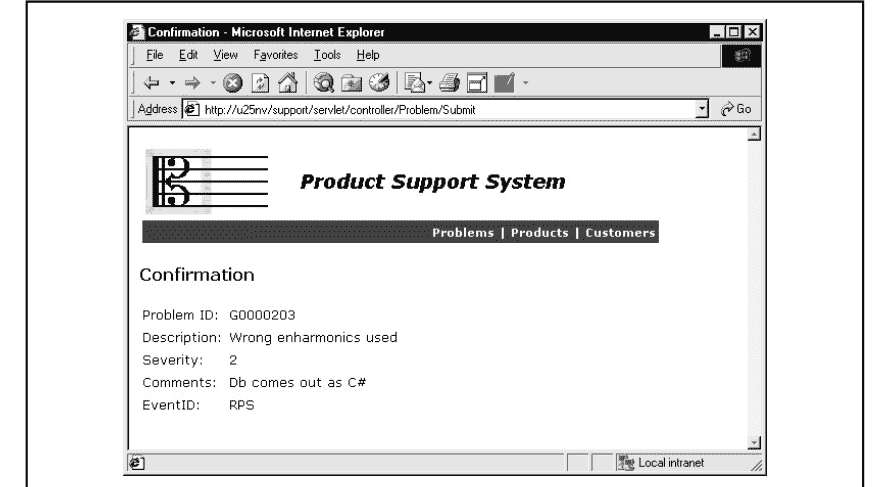 Confirmation - Microsoft Internet Explorer
File Edit View Favorites Tools Help
Address http://u25nv/support/servlet/controller/Problem/Submit Go
Product Support System
Problems | Products | Customers
Confirmation
Problem ID: G0000203
Description: Wrong enharmonics used
Severity: 2
Comments: Db comes out as C#
EventID: RPS
Local intranet